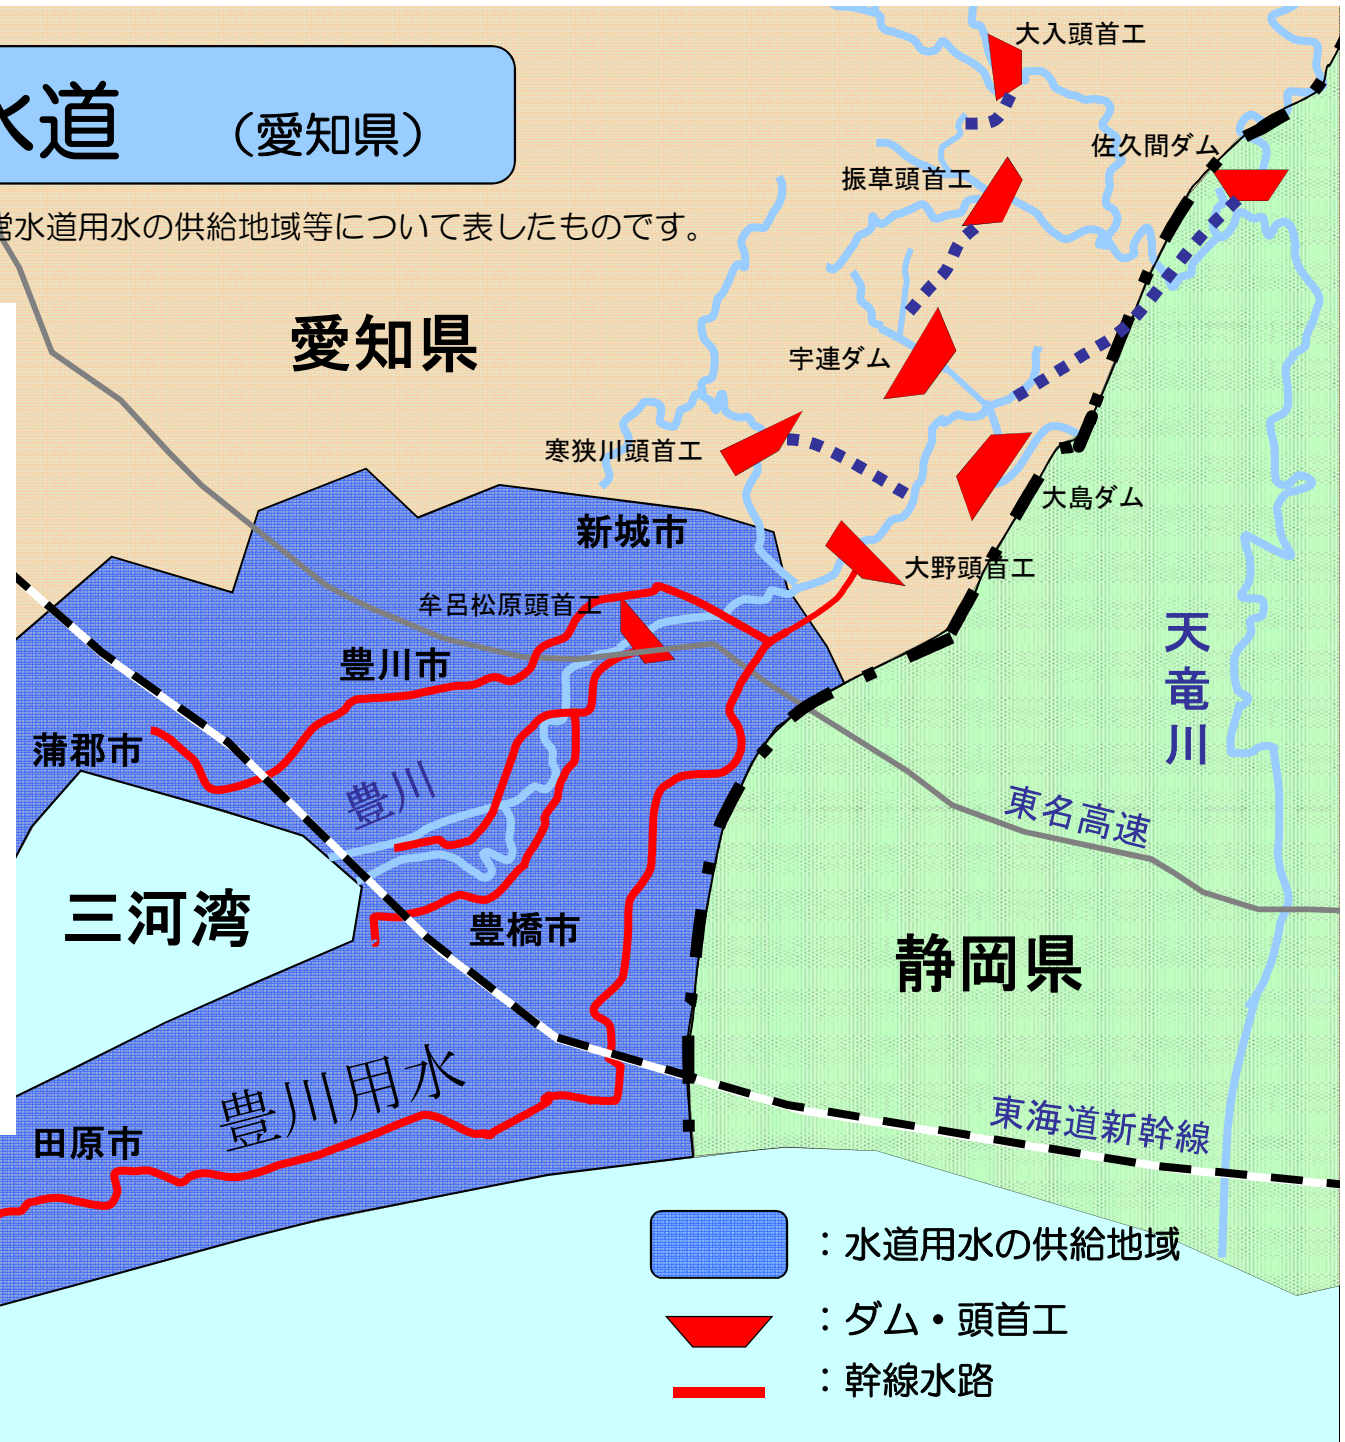 大入頭首工
水道 （愛知県）
佐久間ダム
振草頭首工
営水道用水の供給地域等について表したものです。
愛知県
宇連ダム
寒狭川頭首工
大島ダム
新城市
大野頭首工
牟呂松原頭首工
豊川市
天竜川
蒲郡市
豊川
東名高速
三河湾
豊橋市
静岡県
豊川用水
東海道新幹線
田原市
：水道用水の供給地域
：ダム・頭首工
：幹線水路